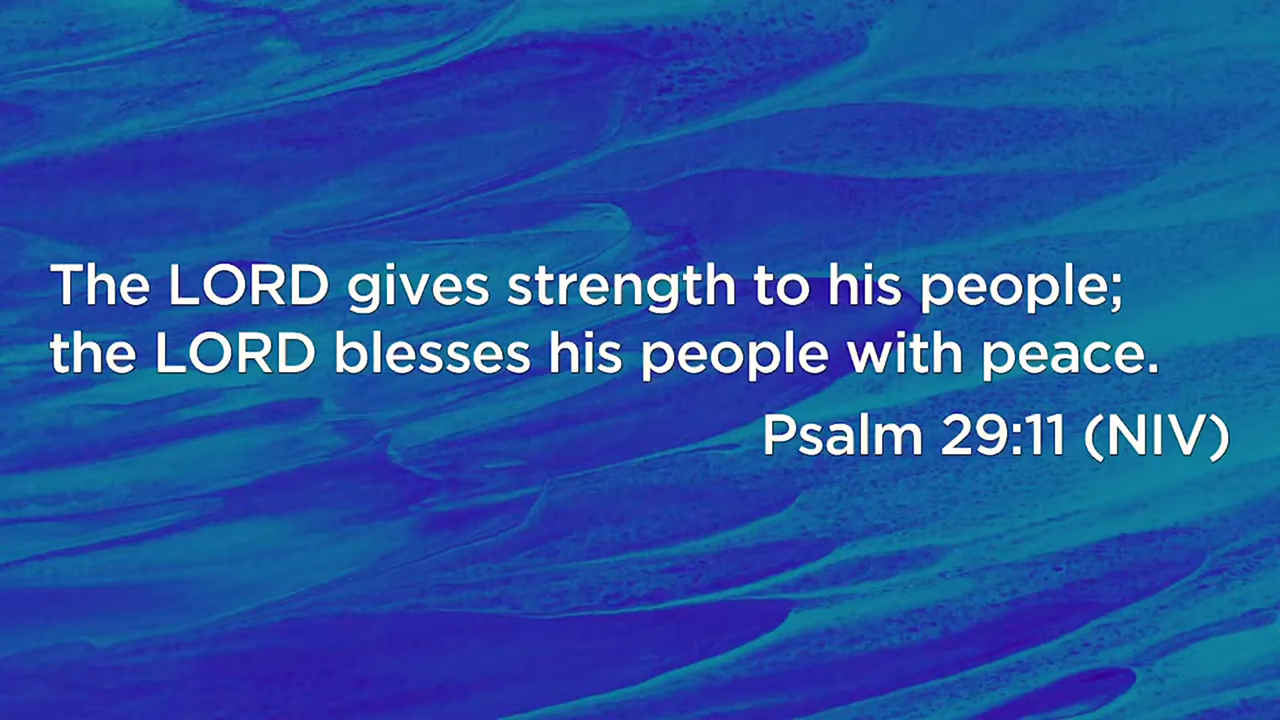 The LORD gives strength to his people;
the LORD blesses his people with peace.
Psalm 29:11 (NIV)